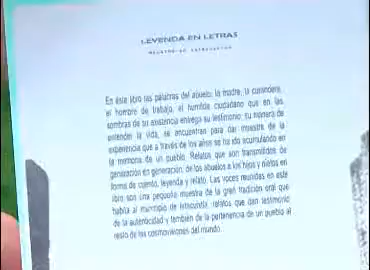 LEYENDA EN LETRAS
En éste libro las palabras del abuelo, la madre, la curandera,
el hombre de trabajo, el humilde ciudadano que en las
sombras de su existencia entrega su testimonio, su manera de
entender la vida, se encuentran para dar muestra de la
experiencia que a través de los años se ha ido acumulando en
la memoria de un pueblo. Relatos que son transmitidos de
generación en generación, de los abuelos a los hijos y nietos en
forma de cuento, leyenda y relato. Las voces reunidas en este
libro son una pequeña muestra de la gran tradición oral que
habita al municipio de relatos que dan testimonio
de la autenticidad y también de la pertenencia de un pueblo al
resto de las cosmovisiones del mundo.